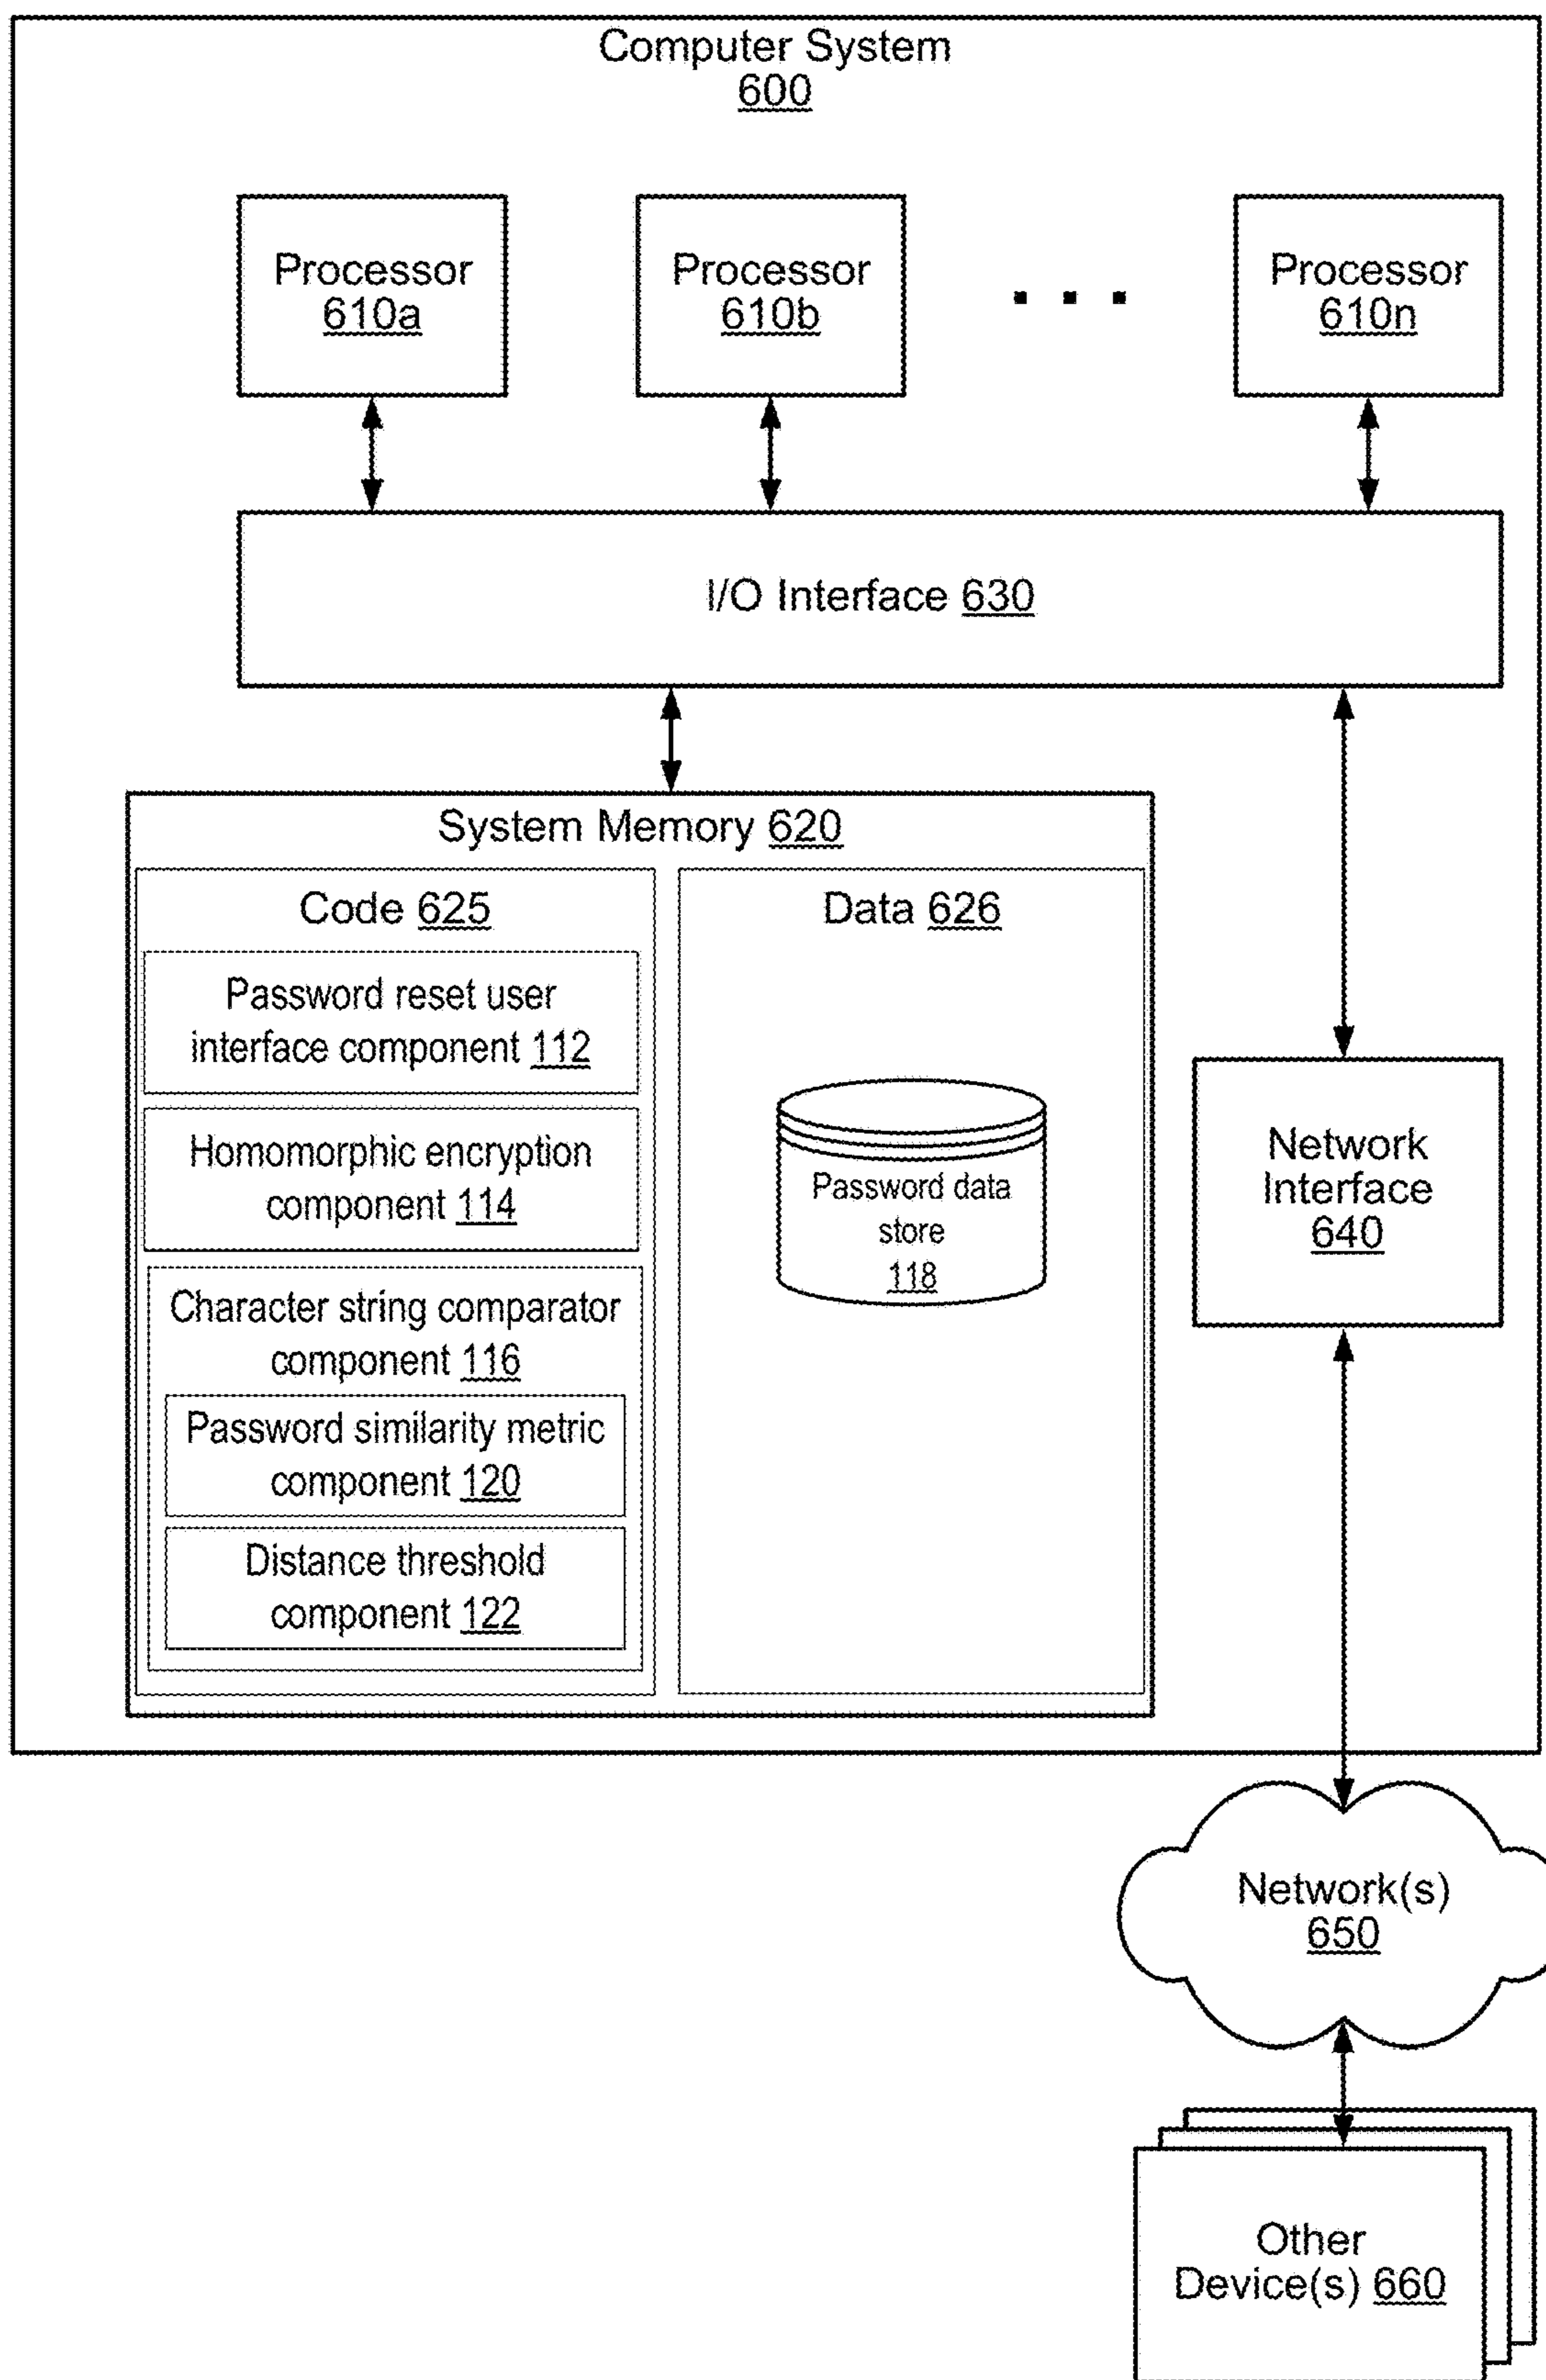 Computer System
600
Processor
610a
Processor
610b
Processor
610n
I/O Interface 630
System Memory 620
Code 625
Password reset user
interface component 112
Homomorphic encryption
component 114
Character string comparator
component 116
Password similarity metric
component 120
Distance threshold
component 122
Data 626
Password data
store
118
Network
Interface
640
Network(s)
650
Other
Device(s) 660